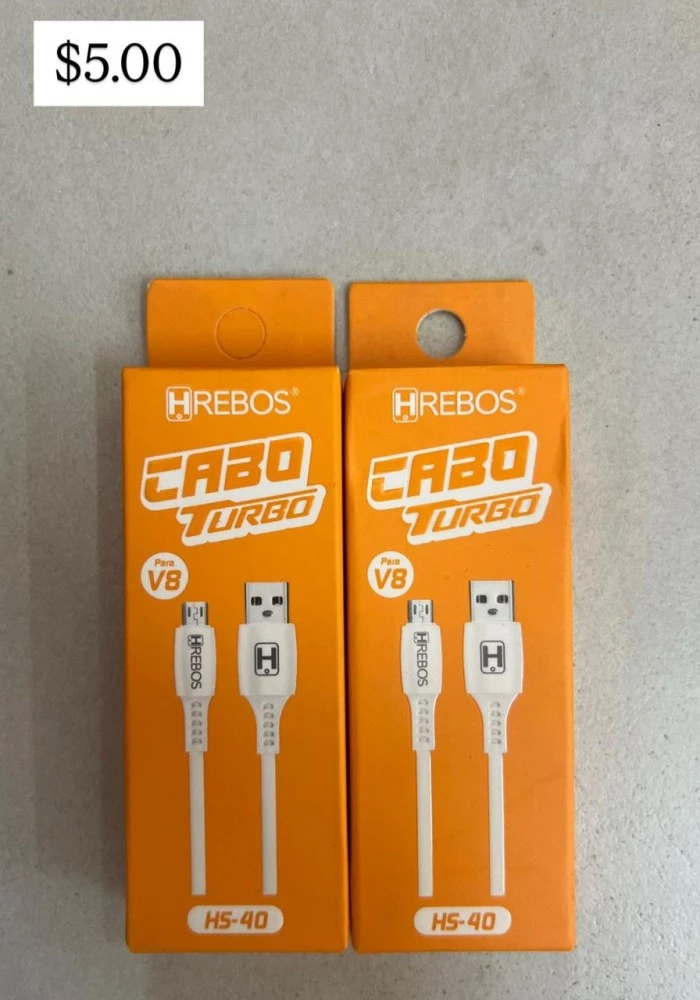 $5.00
HREBOS®
CABO
TURBO
Para
V8
HREBOS
H
HS-40
HREBOS®
CABO
TURBO
Para
V8
HREBOS
H
HS-40